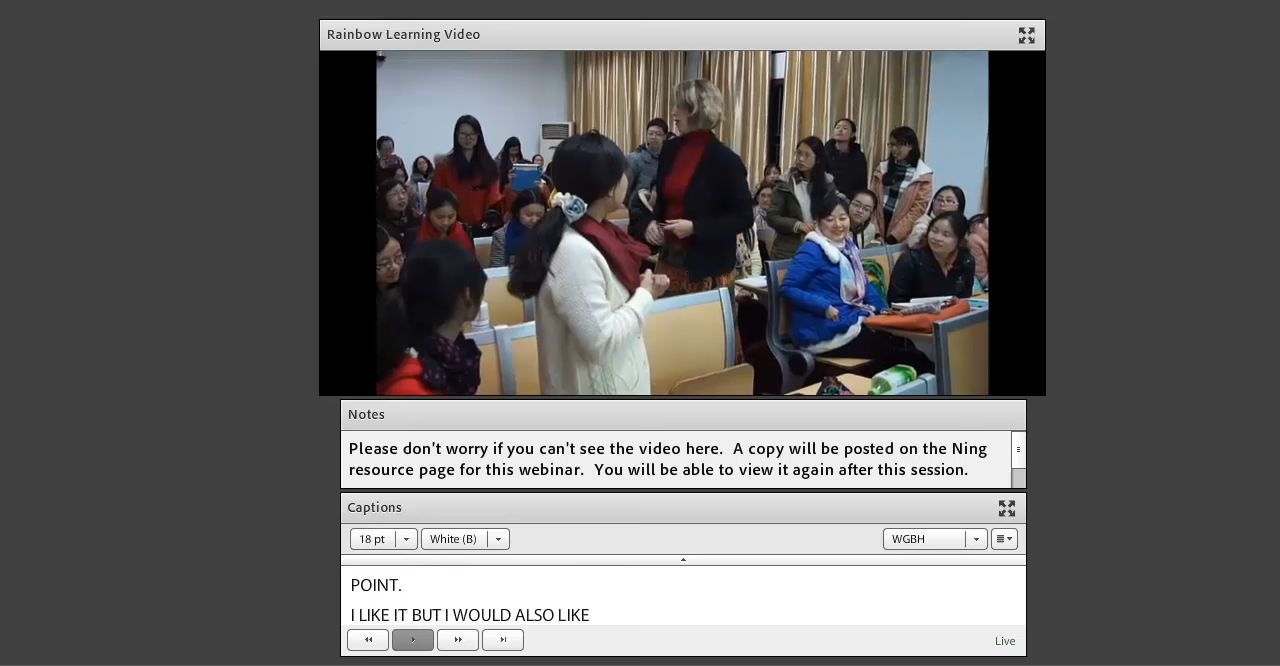 Rainbow Learning Video
Notes
Please don't worry if you can't see the video here.  A copy will be posted on the Ning
resource page for this webinar.  You will be able to view it again after this session.
Captions
18 pt
White (B)
WGBH
POINT.
I LIKE IT BUT I WOULD ALSO LIKE
Live